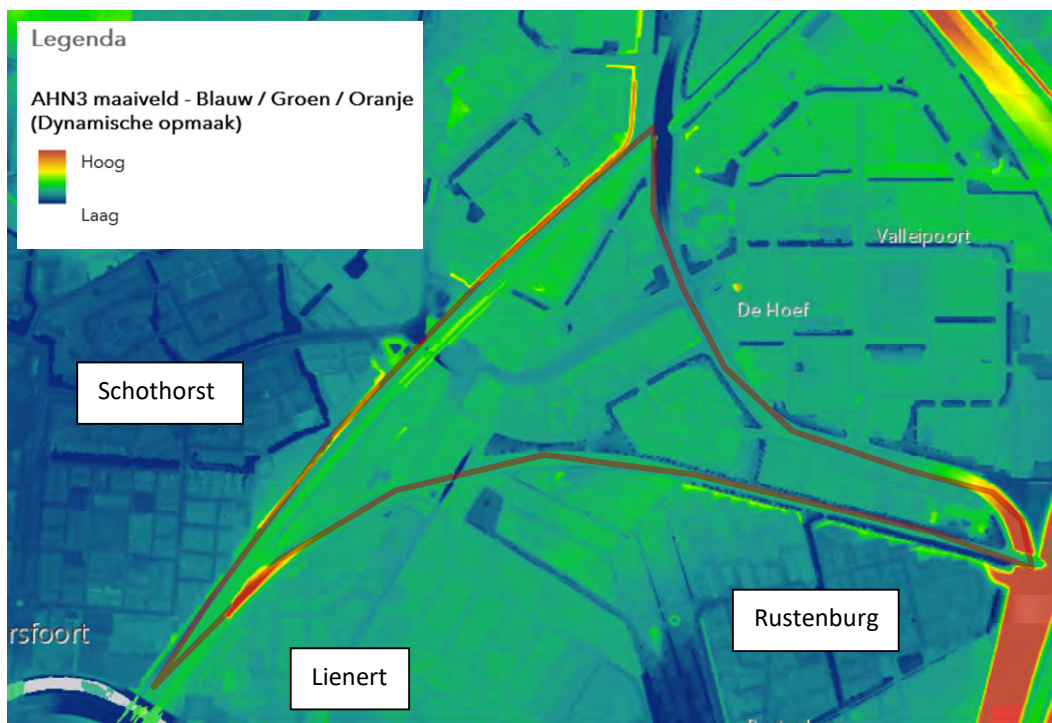 Legenda
AHN3 maaiveld - Blauw / Groen / Oranje
(Dynamische opmaak)
Hoog
Laag
Valleipoort
De Hoef
Schothorst
Rustenburg
rsfoort
Lienert